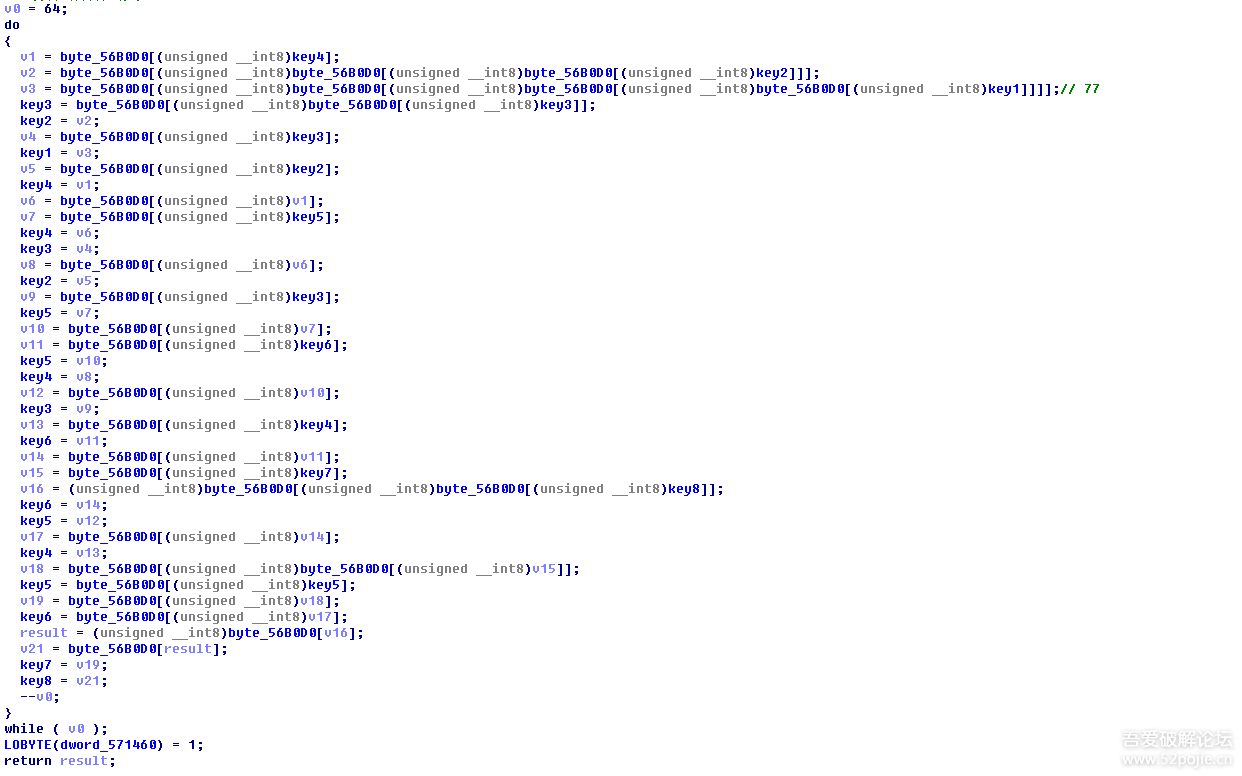 v0 = 64;
do
{
v1 = byte_56B0D0[(unsigned __int8)key4];
v2 = byte_56B0D0[(unsigned __int8)byte_56B0D0[(unsigned __int8)byte_56B0D0[(unsigned __int8)key2]]];
v3 = byte_56B0D0[(unsigned __int8)byte_56B0D0[(unsigned __int8)byte_56B0D0[(unsigned __int8)byte_56B0D0[(unsigned __int8)key1]]]];// 77
key3 = byte_56B0D0[(unsigned __int8)byte_56B0D0[(unsigned __int8)key3]];
key2 = v2;
v4 = byte_56B0D0[(unsigned __int8)key3];
key1 = v3;
v5 = byte_56B0D0[(unsigned __int8)key2];
key4 = v1;
v6 = byte_56B0D0[(unsigned __int8)v1];
v7 = byte_56B0D0[(unsigned __int8)key5];
key4 = v6;
key3 = v4;
v8 = byte_56B0D0[(unsigned __int8)v6];
key2 = v5;
v9 = byte_56B0D0[(unsigned __int8)key3];
key5 = v7;
v10 = byte_56B0D0[(unsigned __int8)v7];
v11 = byte_56B0D0[(unsigned __int8)key6];
key5 = v10;
key4 = v8;
v12 = byte_56B0D0[(unsigned __int8)v10];
key3 = v9;
v13 = byte_56B0D0[(unsigned __int8)key4];
key6 = v11;
v14 = byte_56B0D0[(unsigned __int8)v11];
v15 = byte_56B0D0[(unsigned __int8)key7];
v16 = (unsigned __int8)byte_56B0D0[(unsigned __int8)byte_56B0D0[(unsigned __int8)key8]];
key6 = v14;
key5 = v12;
v17 = byte_56B0D0[(unsigned __int8)v14];
key4 = v13;
v18 = byte_56B0D0[(unsigned __int8)byte_56B0D0[(unsigned __int8)v15]];
key5 = byte_56B0D0[(unsigned __int8)key5];
v19 = byte_56B0D0[(unsigned __int8)v18];
key6 = byte_56B0D0[(unsigned __int8)v17];
result = (unsigned __int8)byte_56B0D0[v16];
v21 = byte_56B0D0[result];
key7 = v19;
key8 = v21;
--v0;
}
while ( v0 );
LOBYTE(dword_571460) = 1;
return result;
吾爱破解论坛
www.52pojie.cn